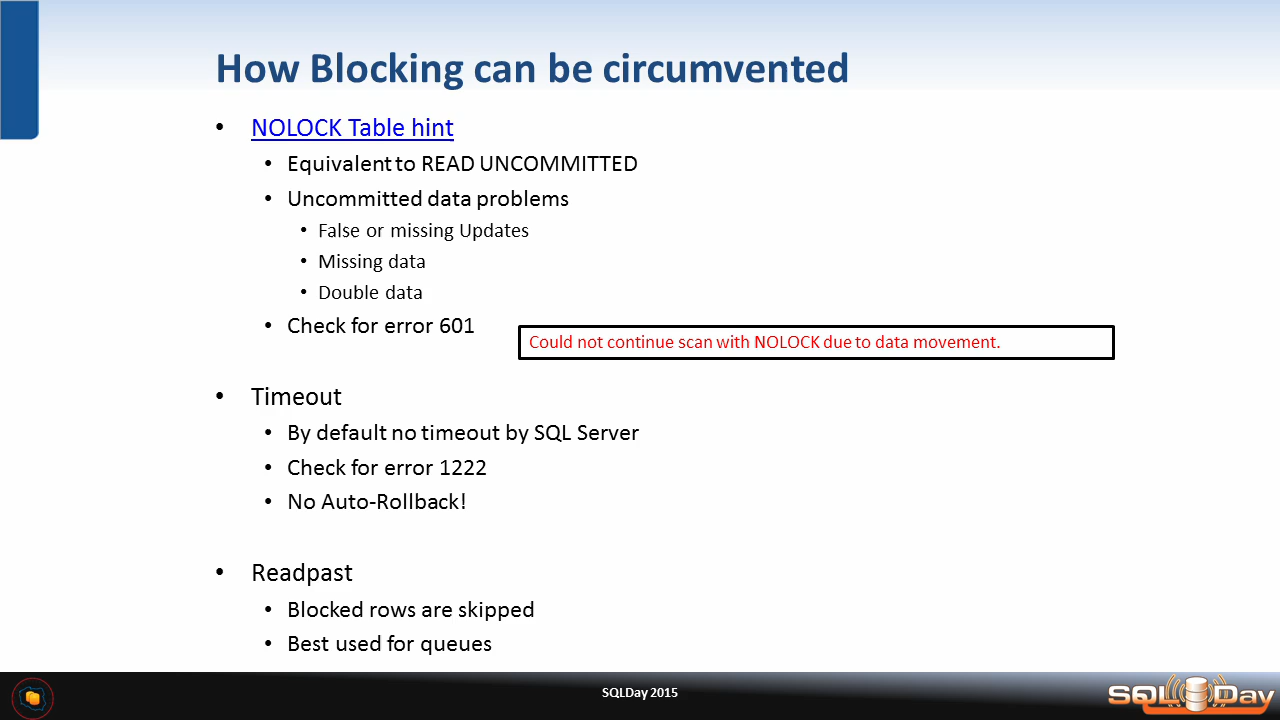 How Blocking can be circumvented
• NOLOCK Table hint
• Equivalent to READ UNCOMMITTED
• Uncommitted data problems
• False or missing Updates
• Missing data
• Double data
• Check for error 601
Could not continue scan with NOLOCK due to data movement.
• Timeout
• By default no timeout by SQL Server
• Check for error 1222
• No Auto-Rollback!
• Readpast
• Blocked rows are skipped
• Best used for queues
SQLDay 2015
SQL Day